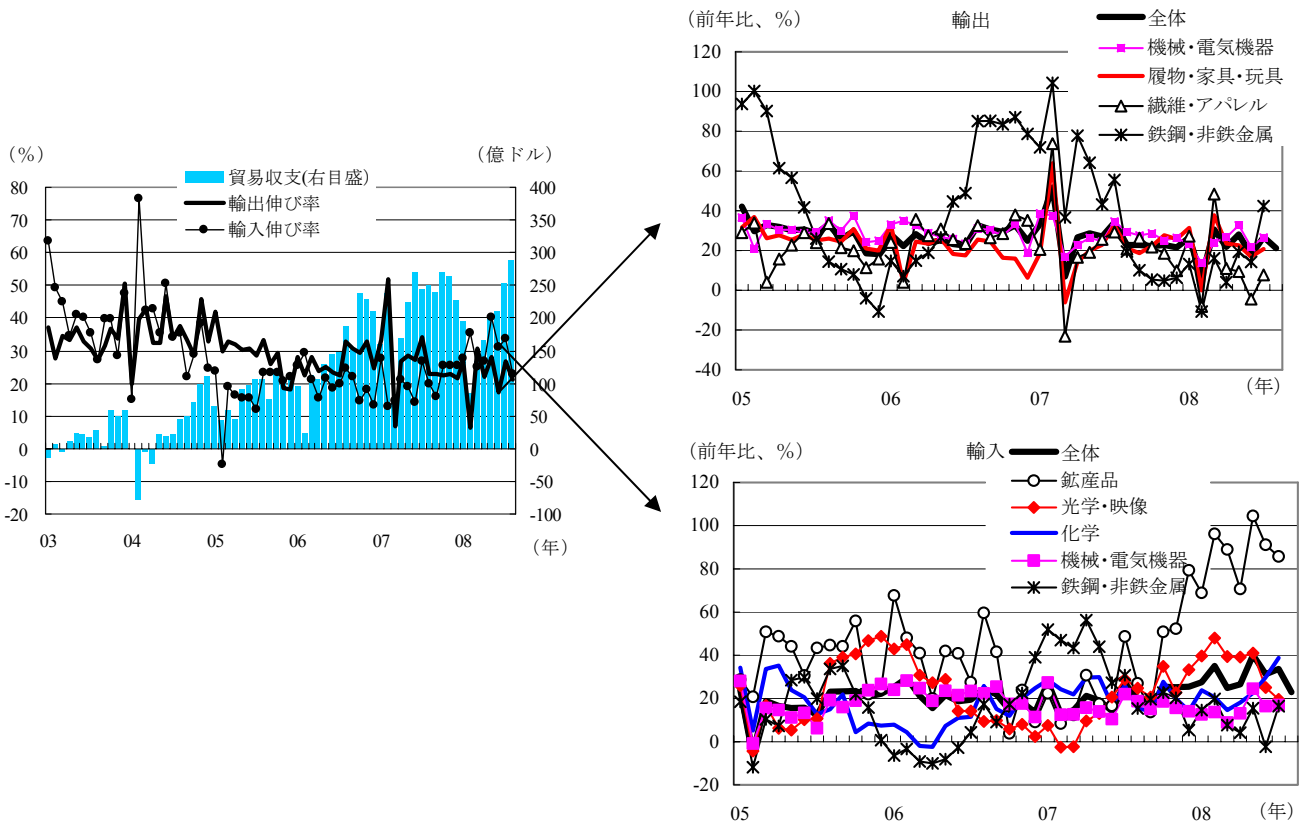 (％)
(億ドル)
貿易収支(右目盛)
輸出伸び率
輸入伸び率
80
70
60
50
40
30
20
10
0
-10
-20
400
350
300
250
200
150
100
50
0
-50
-100
03 04 05 06 07 08
(年)
(前年比、％)
輸出
全体
機械・電気機器
履物・家具・玩具
繊維・アパレル
鉄鋼・非鉄金属
120
100
80
60
40
20
0
-20
-40
05 06 07 08
(年)
(前年比、％)
輸入
全体
鉱産品
光学・映像
化学
機械・電気機器
鉄鋼・非鉄金属
120
100
80
60
40
20
0
-20
05 06 07 08
(年)